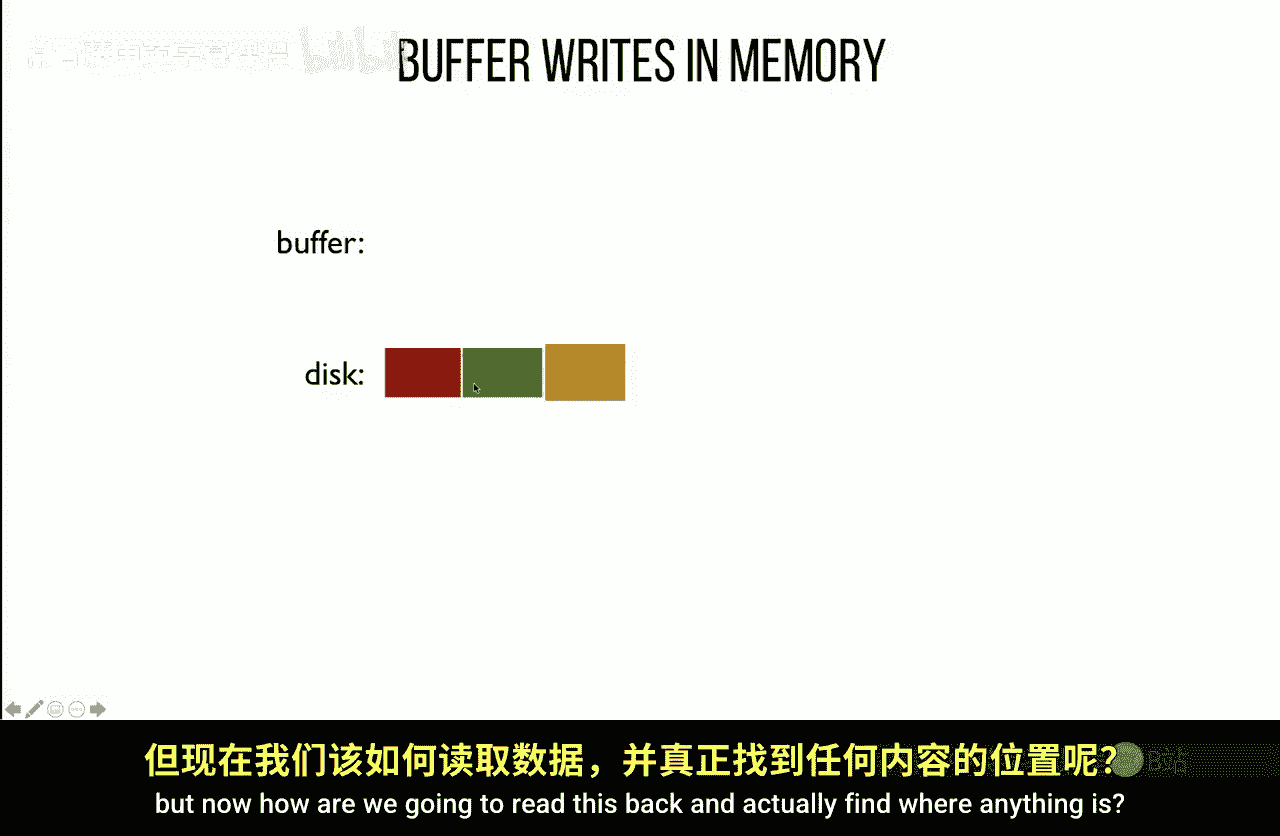 BUFFER WRITES IN MEMORY
buffer:
disk:
但现在我们该如何读取数据，并真正找到任何内容的位置呢？
B站
but now how are we going to read this back and actually find where anything is?